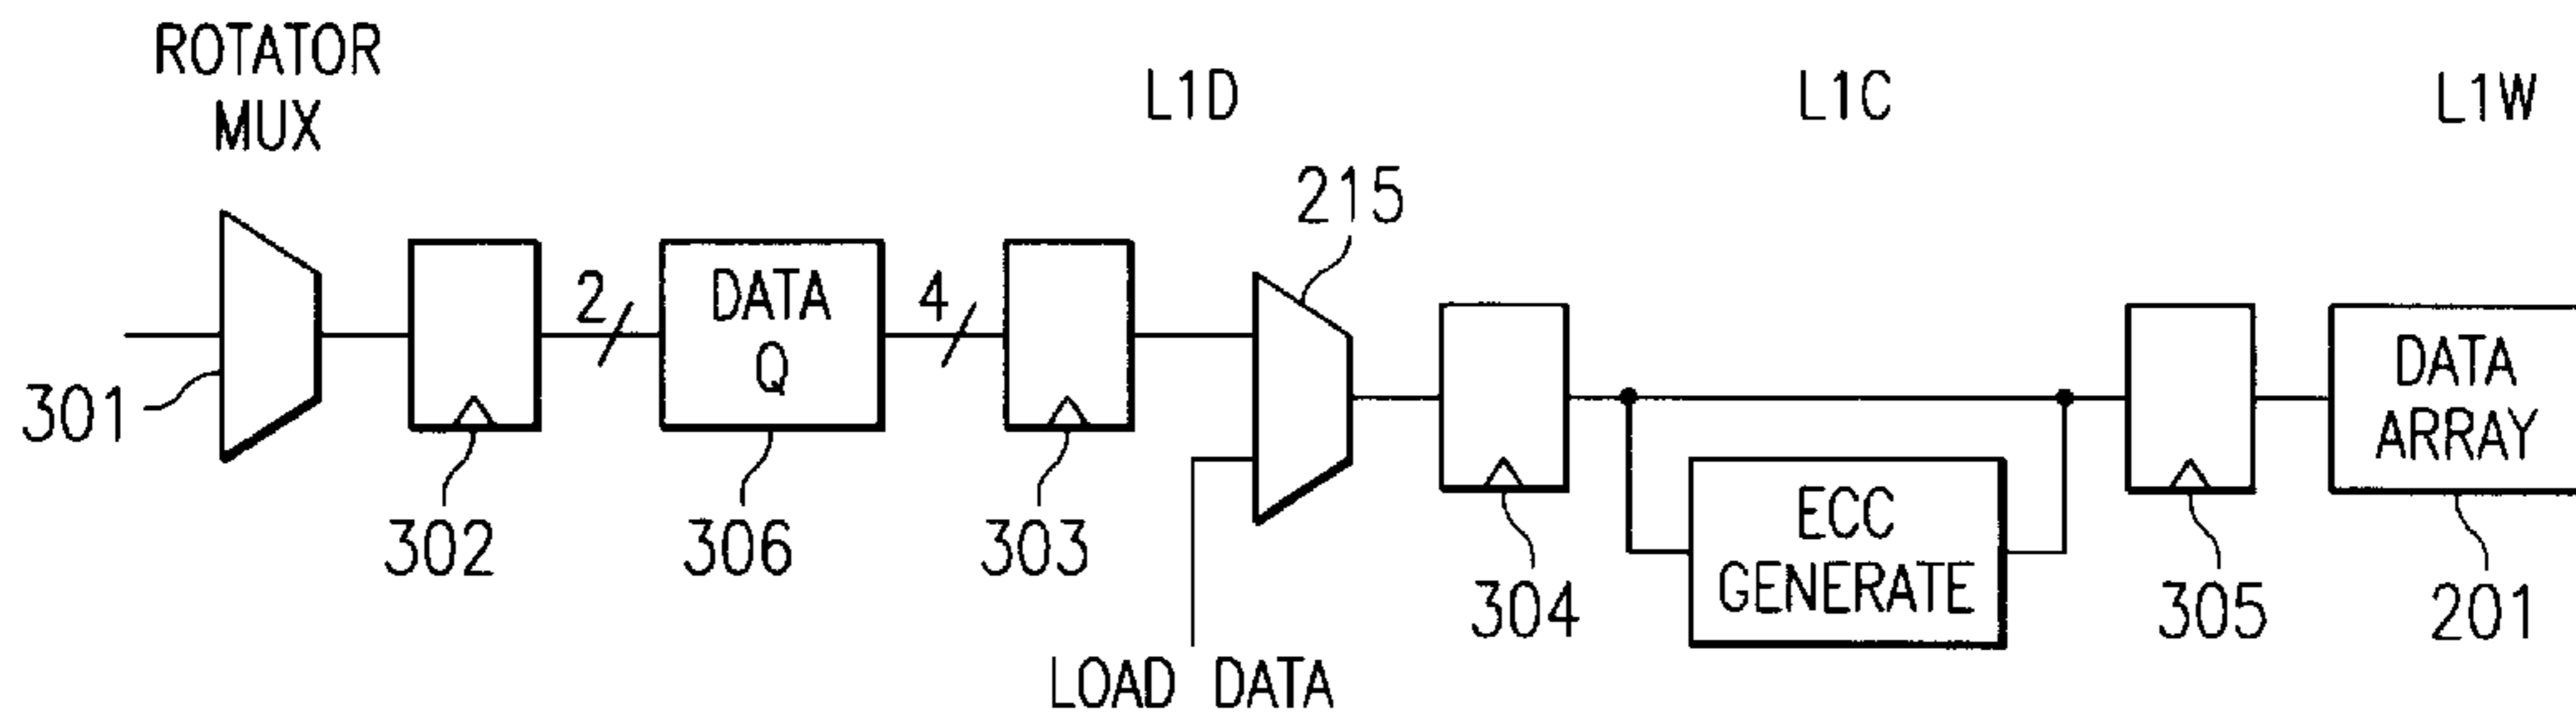 ROTATOR
MUX
L1D
L1C
L1W
215
2
DATA
Q
4
DATA
ARRAY
301
302
306
303
ECC
GENERATE
304
305
201
LOAD DATA